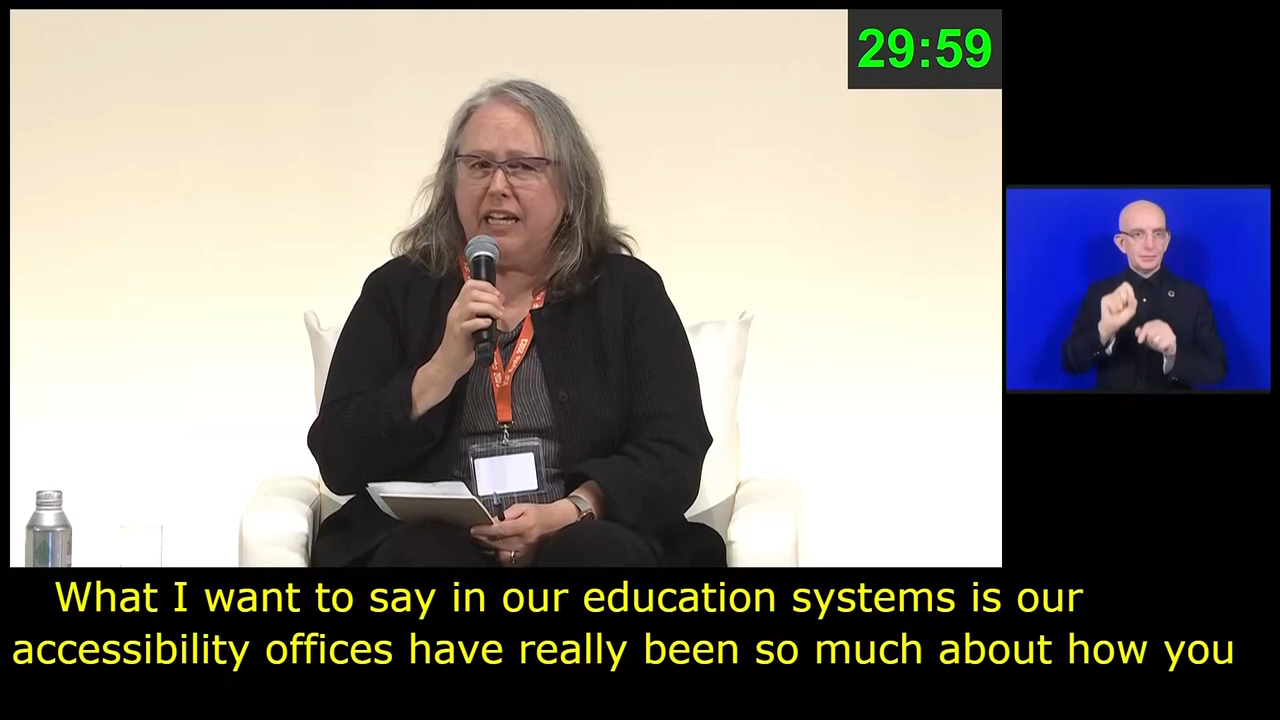 29:59
What I want to say in our education systems is our
accessibility offices have really been so much about how you